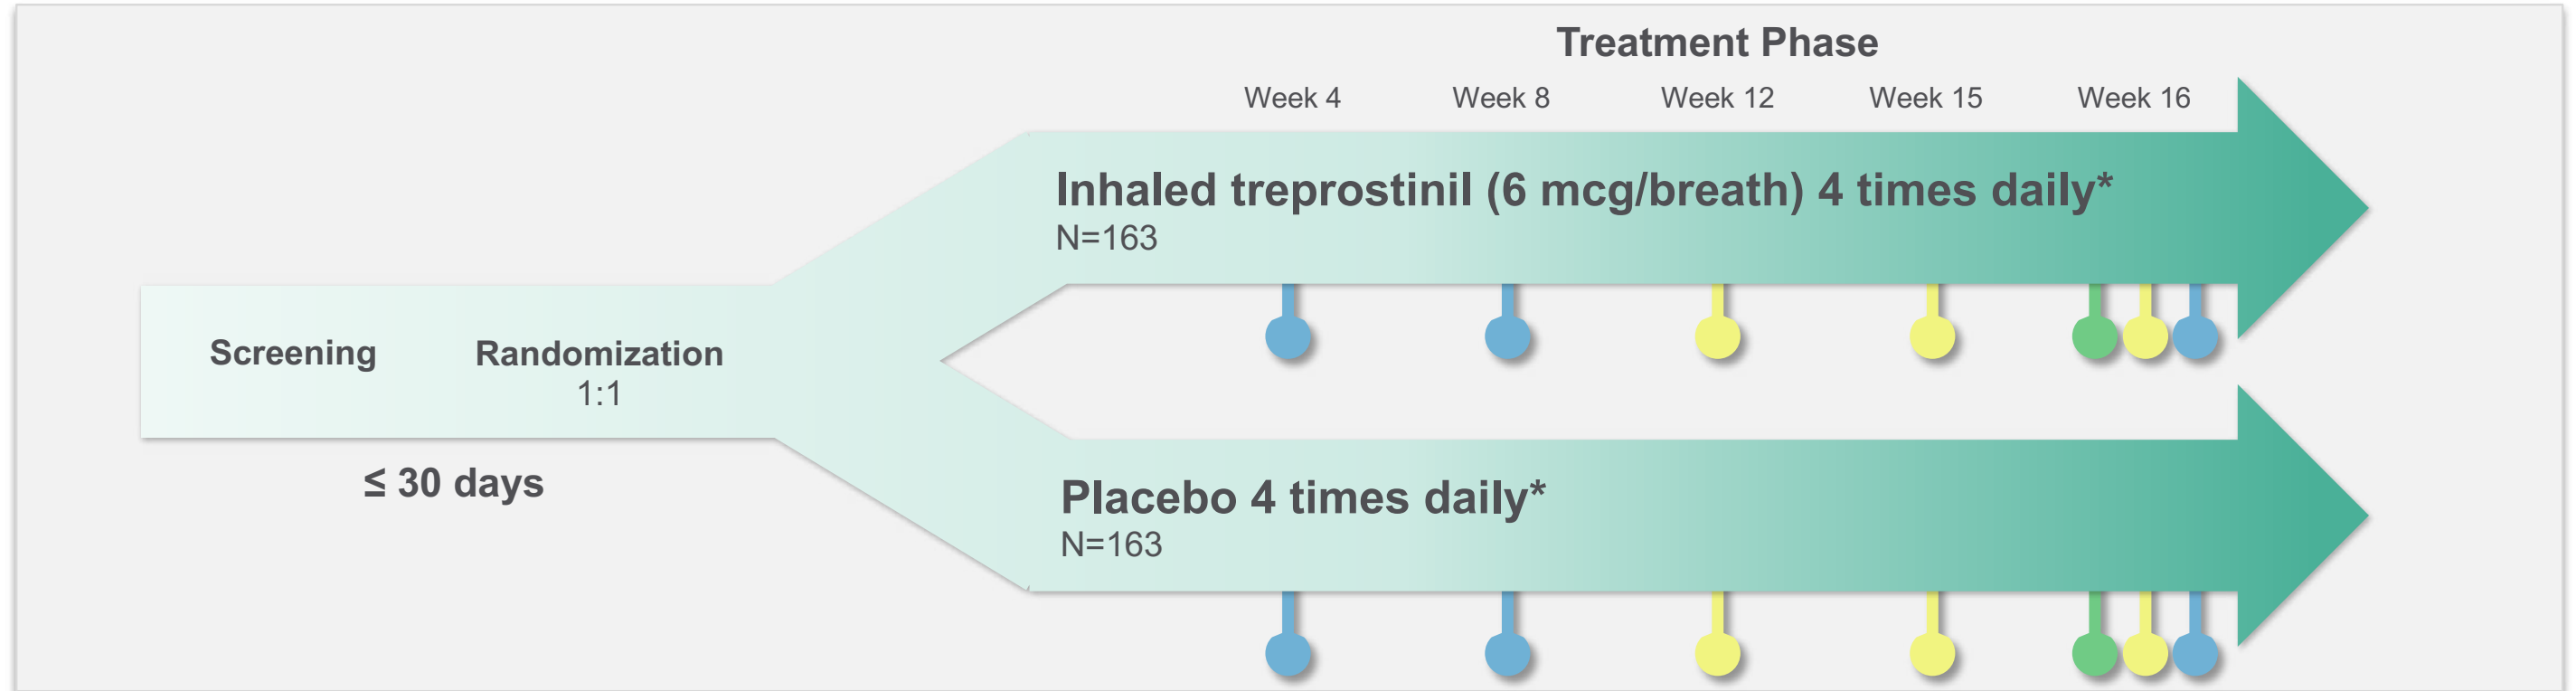 Treatment Phase
Week 4 Week 8 Week 12 Week 15 Week 16
Inhaled treprostinil (6 mcg/breath) 4 times daily*
N=163
Screening
Randomization
1:1
≤ 30 days
Placebo 4 times daily*
N=163